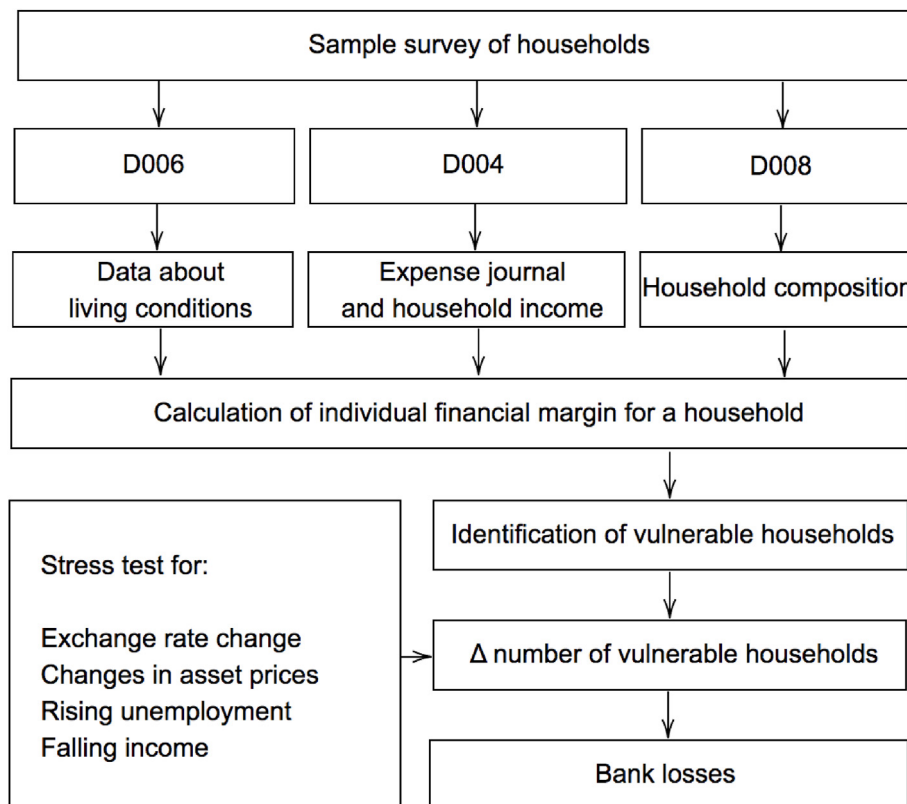 Sample survey of households
D006
D004
D008
Data about
living conditions
Expense journal
and household income
Household composition
Calculation of individual financial margin for a household
Identification of vulnerable households
Stress test for:
Exchange rate change
Changes in asset prices
Rising unemployment
Falling income
Δ number of vulnerable households
Bank losses